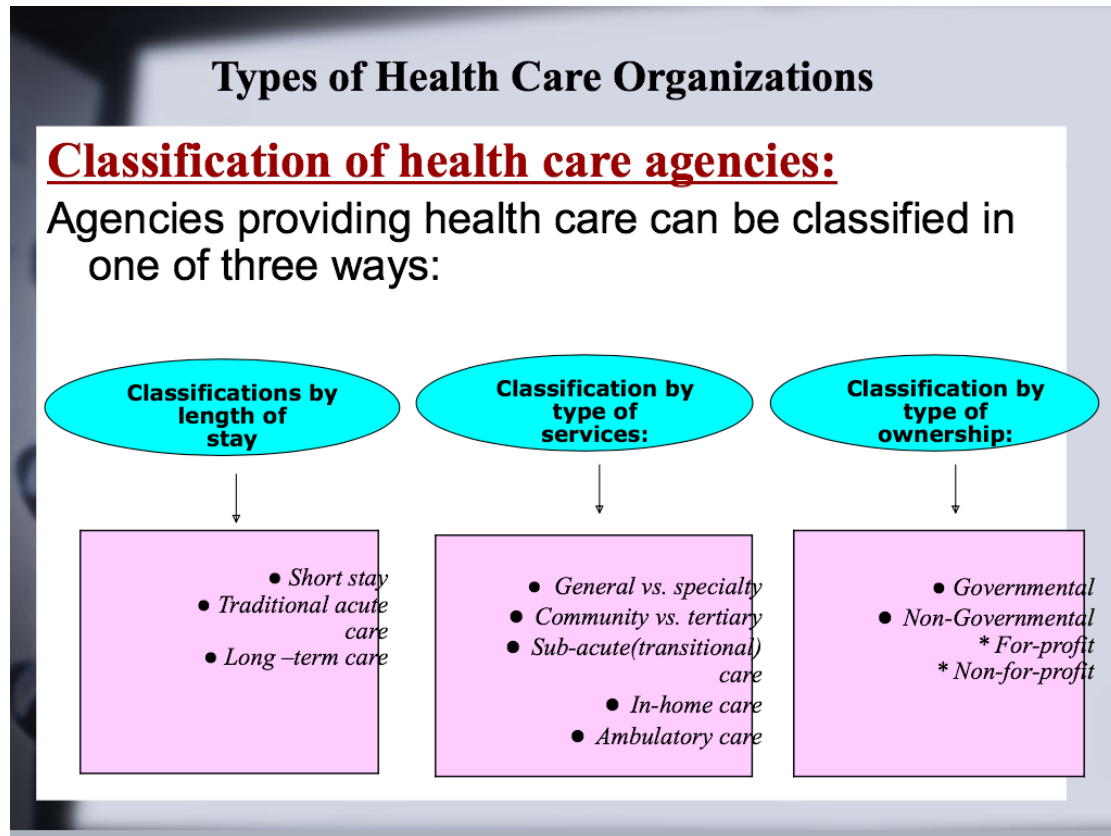 Types of Health Care Organizations
Classification of health care agencies:
Agencies providing health care can be classified in
one of three ways:
Classifications by
length of
stay
● Short stay
● Traditional acute
care
● Long –term care
Classification by
type of
services:
● General vs. specialty
● Community vs. tertiary
● Sub-acute(transitional)
care
● In-home care
● Ambulatory care
Classification by
type of
ownership:
● Governmental
● Non-Governmental
* For-profit
* Non-for-profit